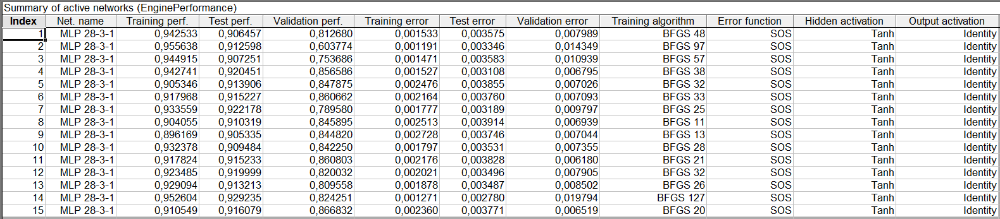 Summary of active networks (EnginePerformance)
Index Net. name Training perf. Test perf. Validation perf. Training error Test error Validation error Training algorithm Error function Hidden activation Output activation
1 MLP 28-3-1 0,942533 0,906457 0,812680 0,001533 0,003575 0,007989 BFGS 48 SOS Tanh Identity
2 MLP 28-3-1 0,955638 0,912598 0,603774 0,001191 0,003346 0,014349 BFGS 97 SOS Tanh Identity
3 MLP 28-3-1 0,944915 0,907251 0,753686 0,001471 0,003583 0,010939 BFGS 57 SOS Tanh Identity
4 MLP 28-3-1 0,942741 0,920451 0,856586 0,001527 0,003108 0,006795 BFGS 38 SOS Tanh Identity
5 MLP 28-3-1 0,905346 0,913906 0,847875 0,002476 0,003855 0,007026 BFGS 32 SOS Tanh Identity
6 MLP 28-3-1 0,917968 0,915227 0,860662 0,002164 0,003760 0,007093 BFGS 33 SOS Tanh Identity
7 MLP 28-3-1 0,933559 0,922178 0,789580 0,001777 0,003189 0,009797 BFGS 25 SOS Tanh Identity
8 MLP 28-3-1 0,904055 0,910319 0,845895 0,002513 0,003914 0,006939 BFGS 11 SOS Tanh Identity
9 MLP 28-3-1 0,896169 0,905335 0,844820 0,002728 0,003746 0,007044 BFGS 13 SOS Tanh Identity
10 MLP 28-3-1 0,932378 0,909484 0,842250 0,001797 0,003531 0,007355 BFGS 28 SOS Tanh Identity
11 MLP 28-3-1 0,917824 0,915233 0,860803 0,002176 0,003828 0,006180 BFGS 21 SOS Tanh Identity
12 MLP 28-3-1 0,923485 0,919999 0,820032 0,002021 0,003496 0,007905 BFGS 32 SOS Tanh Identity
13 MLP 28-3-1 0,929094 0,913213 0,809558 0,001878 0,003487 0,008502 BFGS 26 SOS Tanh Identity
14 MLP 28-3-1 0,952604 0,929235 0,824251 0,001271 0,002780 0,019794 BFGS 127 SOS Tanh Identity
15 MLP 28-3-1 0,910549 0,916079 0,866832 0,002360 0,003771 0,006519 BFGS 20 SOS Tanh Identity